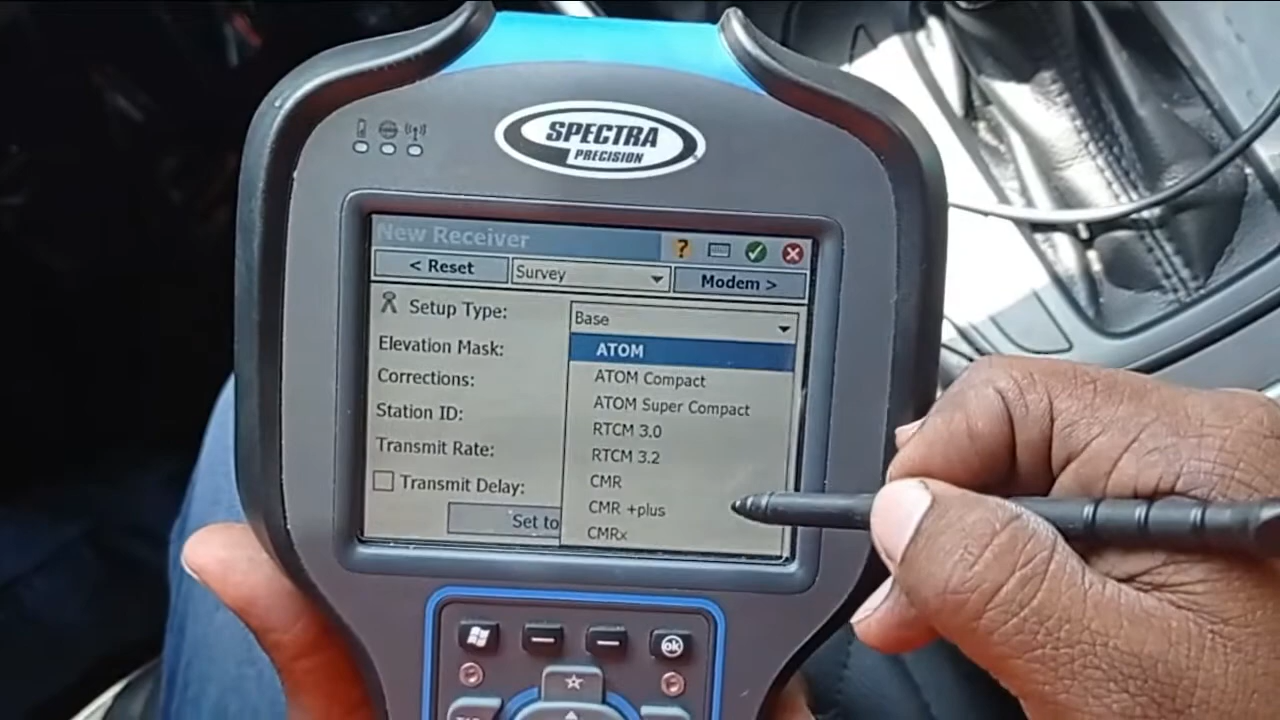 SPECTRA
PRECISION
New Receiver
?
< Reset
Survey
Modem >
Setup Type:
Base
Elevation Mask:
Corrections:
Station ID:
Transmit Rate:
Transmit Delay:
Set to
ATOM
ATOM Compact
ATOM Super Compact
RTCM 3.0
RTCM 3.2
CMR
CMR +plus
CMRx
ok